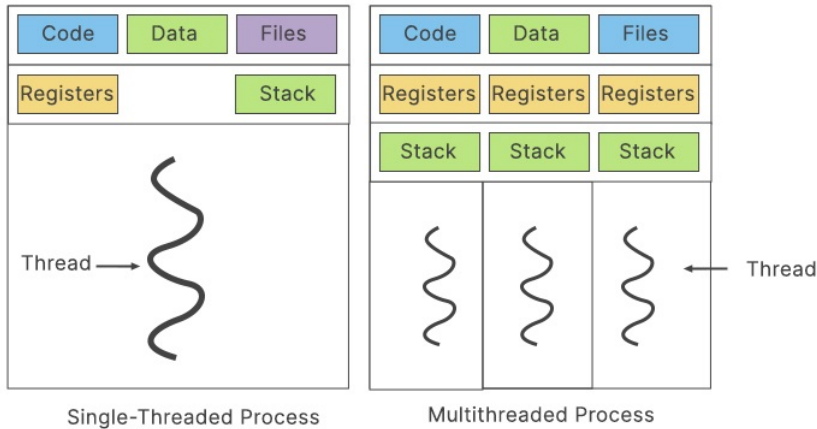 Code Data Files
Registers Stack
Thread
Single-Threaded Process
Code Data Files
Registers Registers Registers
Stack Stack Stack
Thread
Multithreaded Process